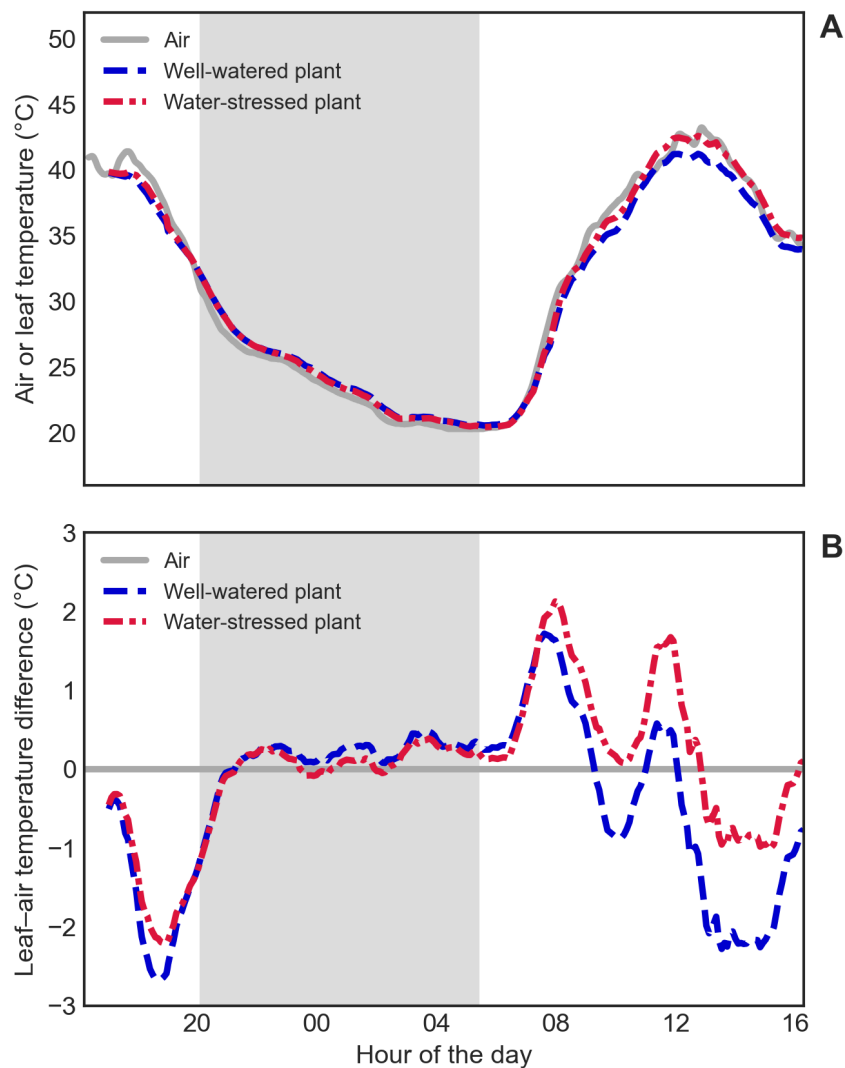 A
Air
Well-watered plant
Water-stressed plant
50
45
40
35
30
25
20
Air or leaf temperature (°C)
B
Air
Well-watered plant
Water-stressed plant
3
2
1
0
−1
−2
−3
Leaf–air temperature difference (°C)
20 00 04 08 12 16
Hour of the day